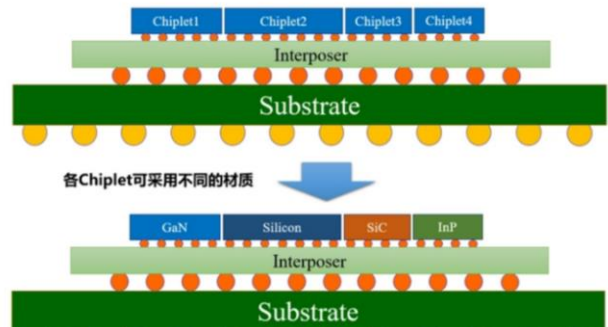 Chiplet1 Chiplet2 Chiplet3 Chiplet4
Interposer
Substrate
各Chiplet可采用不同的材质
GaN Silicon SiC InP
Interposer
Substrate